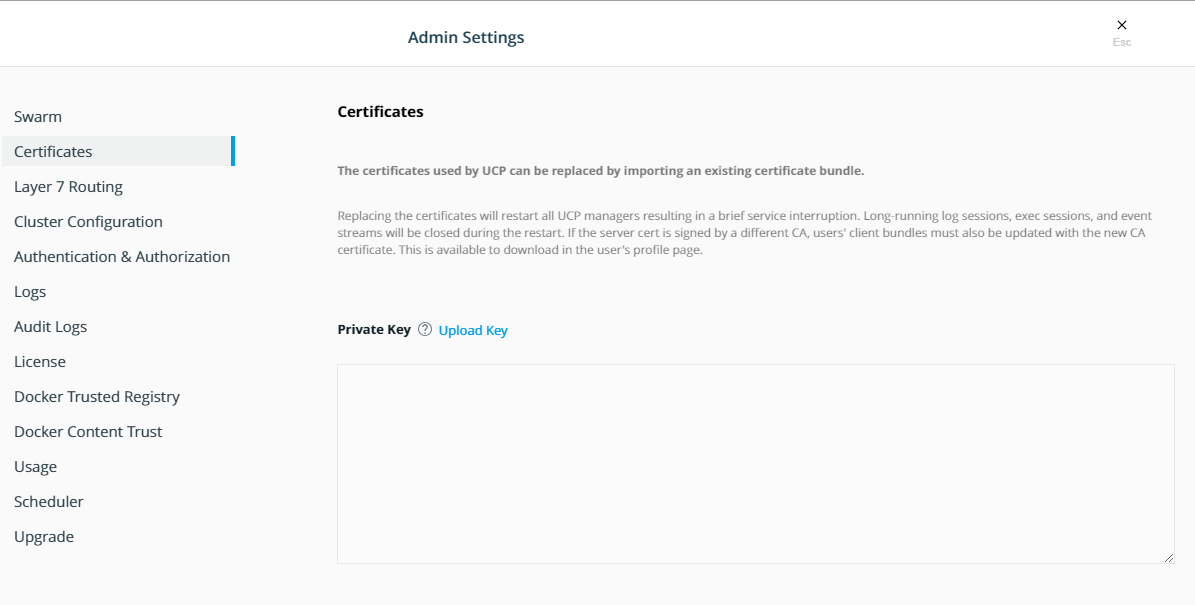 Admin Settings
Esc
Swarm
Certificates
Layer 7 Routing
Cluster Configuration
Authentication & Authorization
Logs
Audit Logs
License
Docker Trusted Registry
Docker Content Trust
Usage
Scheduler
Upgrade
Certificates
The certificates used by UCP can be replaced by importing an existing certificate bundle.
Replacing the certificates will restart all UCP managers resulting in a brief service interruption. Long-running log sessions, exec sessions, and event
streams will be closed during the restart. If the server cert is signed by a different CA, users' client bundles must also be updated with the new CA
certificate. This is available to download in the user's profile page.
Private Key ? Upload Key